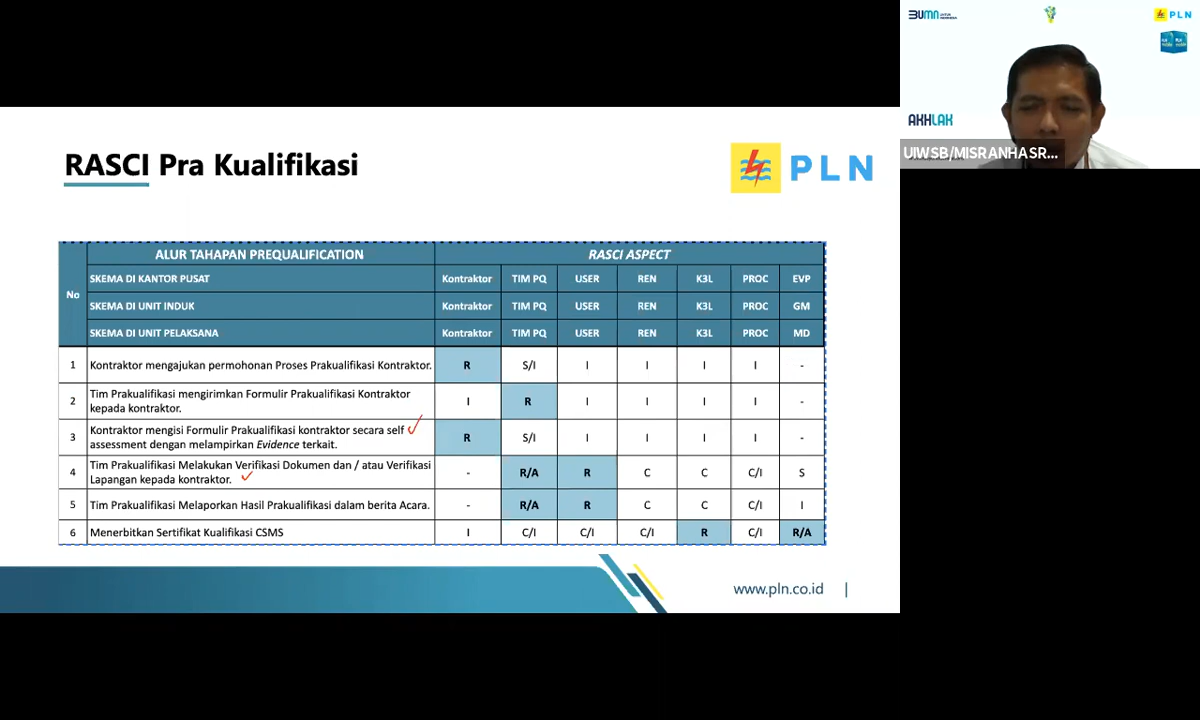 BUMN
UNTUK
INDONESIA
PLN
AKHLAK
UIWSB/MISRANHASR...
RASCI Pra Kualifikasi
PLN
No ALUR TAHAPAN PREQUALIFICATION RASCI ASPECT
SKEMA DI KANTOR PUSAT Kontraktor TIM PQ USER REN K3L PROC EVP
SKEMA DI UNIT INDUK Kontraktor TIM PQ USER REN K3L PROC GM
SKEMA DI UNIT PELAKSANA Kontraktor TIM PQ USER REN K3L PROC MD
1 Kontraktor mengajukan permohonan Proses Prakualifikasi Kontraktor. R S/I I I I I -
2 Tim Prakualifikasi mengirimkan Formulir Prakualifikasi Kontraktor
kepada kontraktor. I R I I I I -
3 Kontraktor mengisi Formulir Prakualifikasi kontraktor secara self
assessment dengan melampirkan Evidence terkait. R S/I I I I I -
4 Tim Prakualifikasi Melakukan Verifikasi Dokumen dan / atau Verifikasi
Lapangan kepada kontraktor. - R/A R C C C/I S
5 Tim Prakualifikasi Melaporkan Hasil Prakualifikasi dalam berita Acara. - R/A R C C C/I I
6 Menerbitkan Sertifikat Kualifikasi CSMS I C/I C/I C/I R C/I R/A
www.pln.co.id |